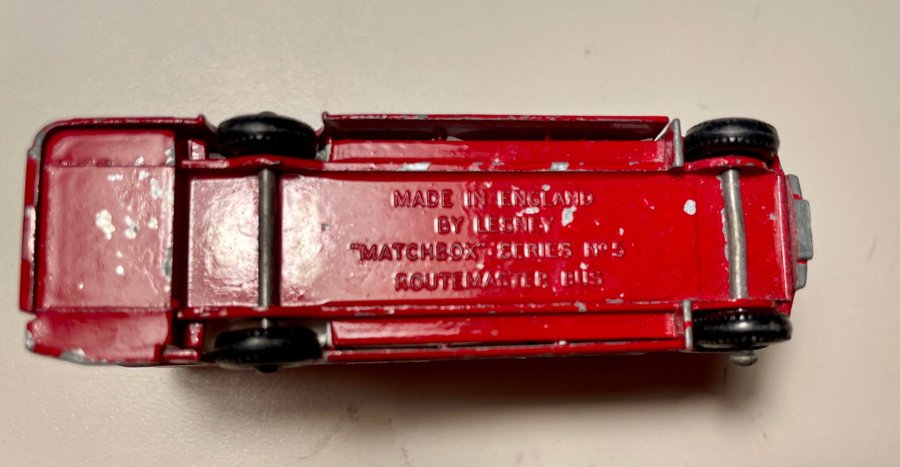 MADE IN ENGLAND
BY LESNEY
"MATCHBOX" SERIES Nº 5
ROUTEMASTER BUS